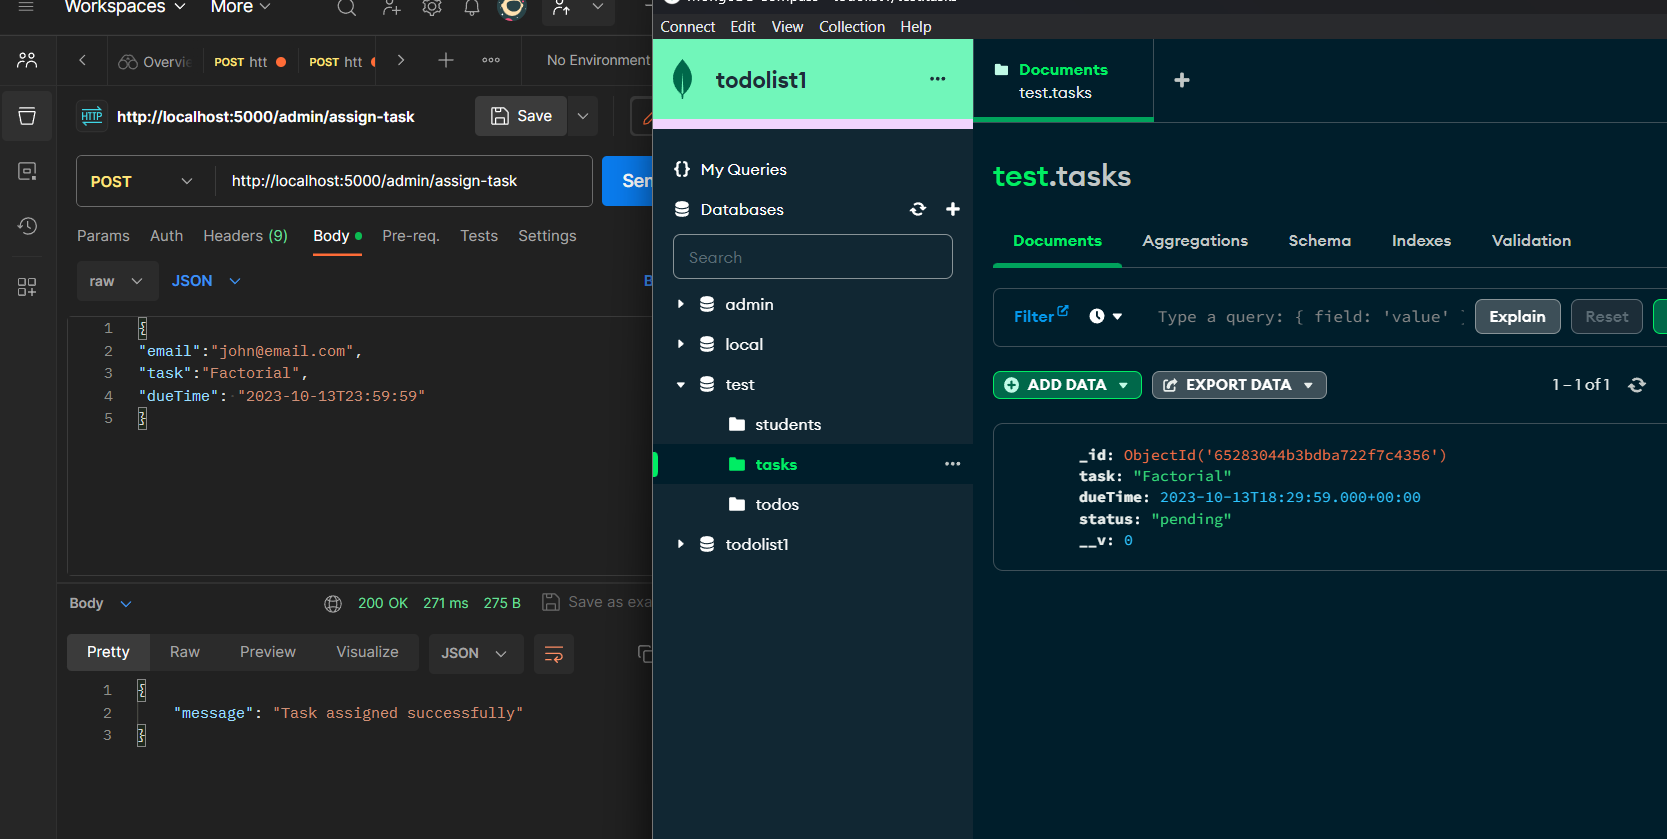 Workspaces
More
Overvie
POST htt
POST htt
No Environment
HTTP
http://localhost:5000/admin/assign-task
Save
POST
http://localhost:5000/admin/assign-task
Sen
Params
Auth
Headers (9)
Body
Pre-req.
Tests
Settings
raw
JSON
B
1 {
2 "email":"john@email.com",
3 "task":"Factorial",
4 "dueTime": "2023-10-13T23:59:59"
5 }
Body
200 OK
271 ms
275 B
Save as exa
Pretty
Raw
Preview
Visualize
JSON
1 {
2 "message": "Task assigned successfully"
3 }
Connect
Edit
View
Collection
Help
todolist1
{} My Queries
Databases
Search
admin
local
test
students
tasks
todos
todolist1
Documents
test.tasks
test.tasks
Documents
Aggregations
Schema
Indexes
Validation
Filter
Type a query: { field: 'value' }
Explain
Reset
ADD DATA
EXPORT DATA
1 – 1 of 1
_id: ObjectId('65283044b3bdba722f7c4356')
task: "Factorial"
dueTime: 2023-10-13T18:29:59.000+00:00
status: "pending"
__v: 0